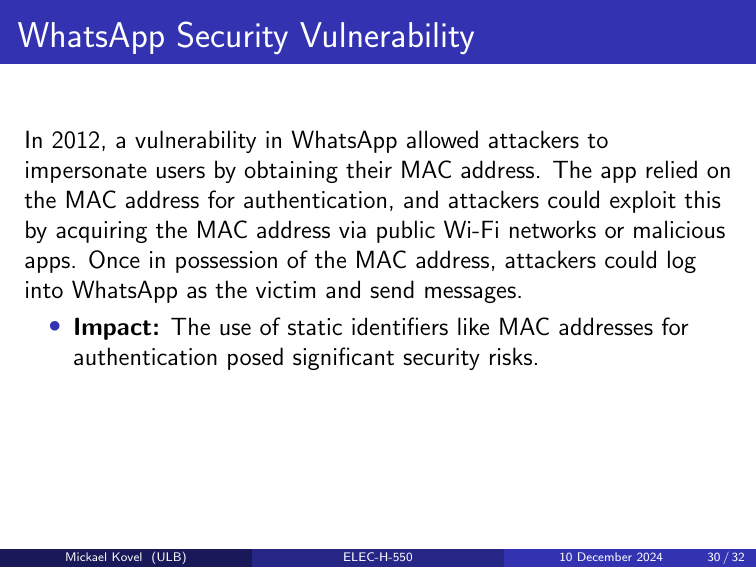 WhatsApp Security Vulnerability
In 2012, a vulnerability in WhatsApp allowed attackers to
impersonate users by obtaining their MAC address. The app relied on
the MAC address for authentication, and attackers could exploit this
by acquiring the MAC address via public Wi-Fi networks or malicious
apps. Once in possession of the MAC address, attackers could log
into WhatsApp as the victim and send messages.
• Impact: The use of static identifiers like MAC addresses for
authentication posed significant security risks.
Mickael Kovel (ULB) ELEC-H-550 10 December 2024 30 / 32